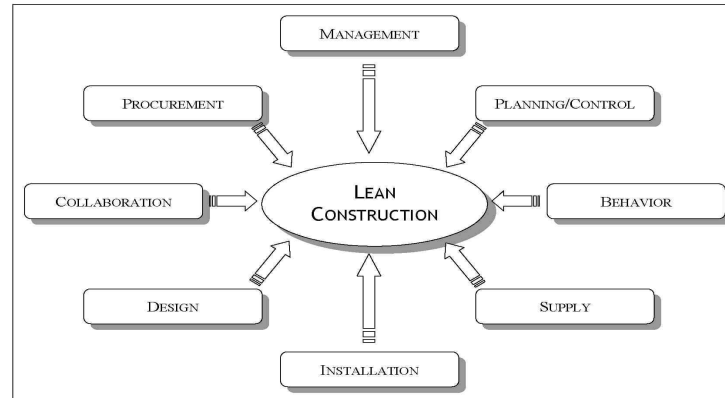 MANAGEMENT
PROCUREMENT
PLANNING/CONTROL
COLLABORATION
LEAN
CONSTRUCTION
BEHAVIOR
DESIGN
SUPPLY
INSTALLATION